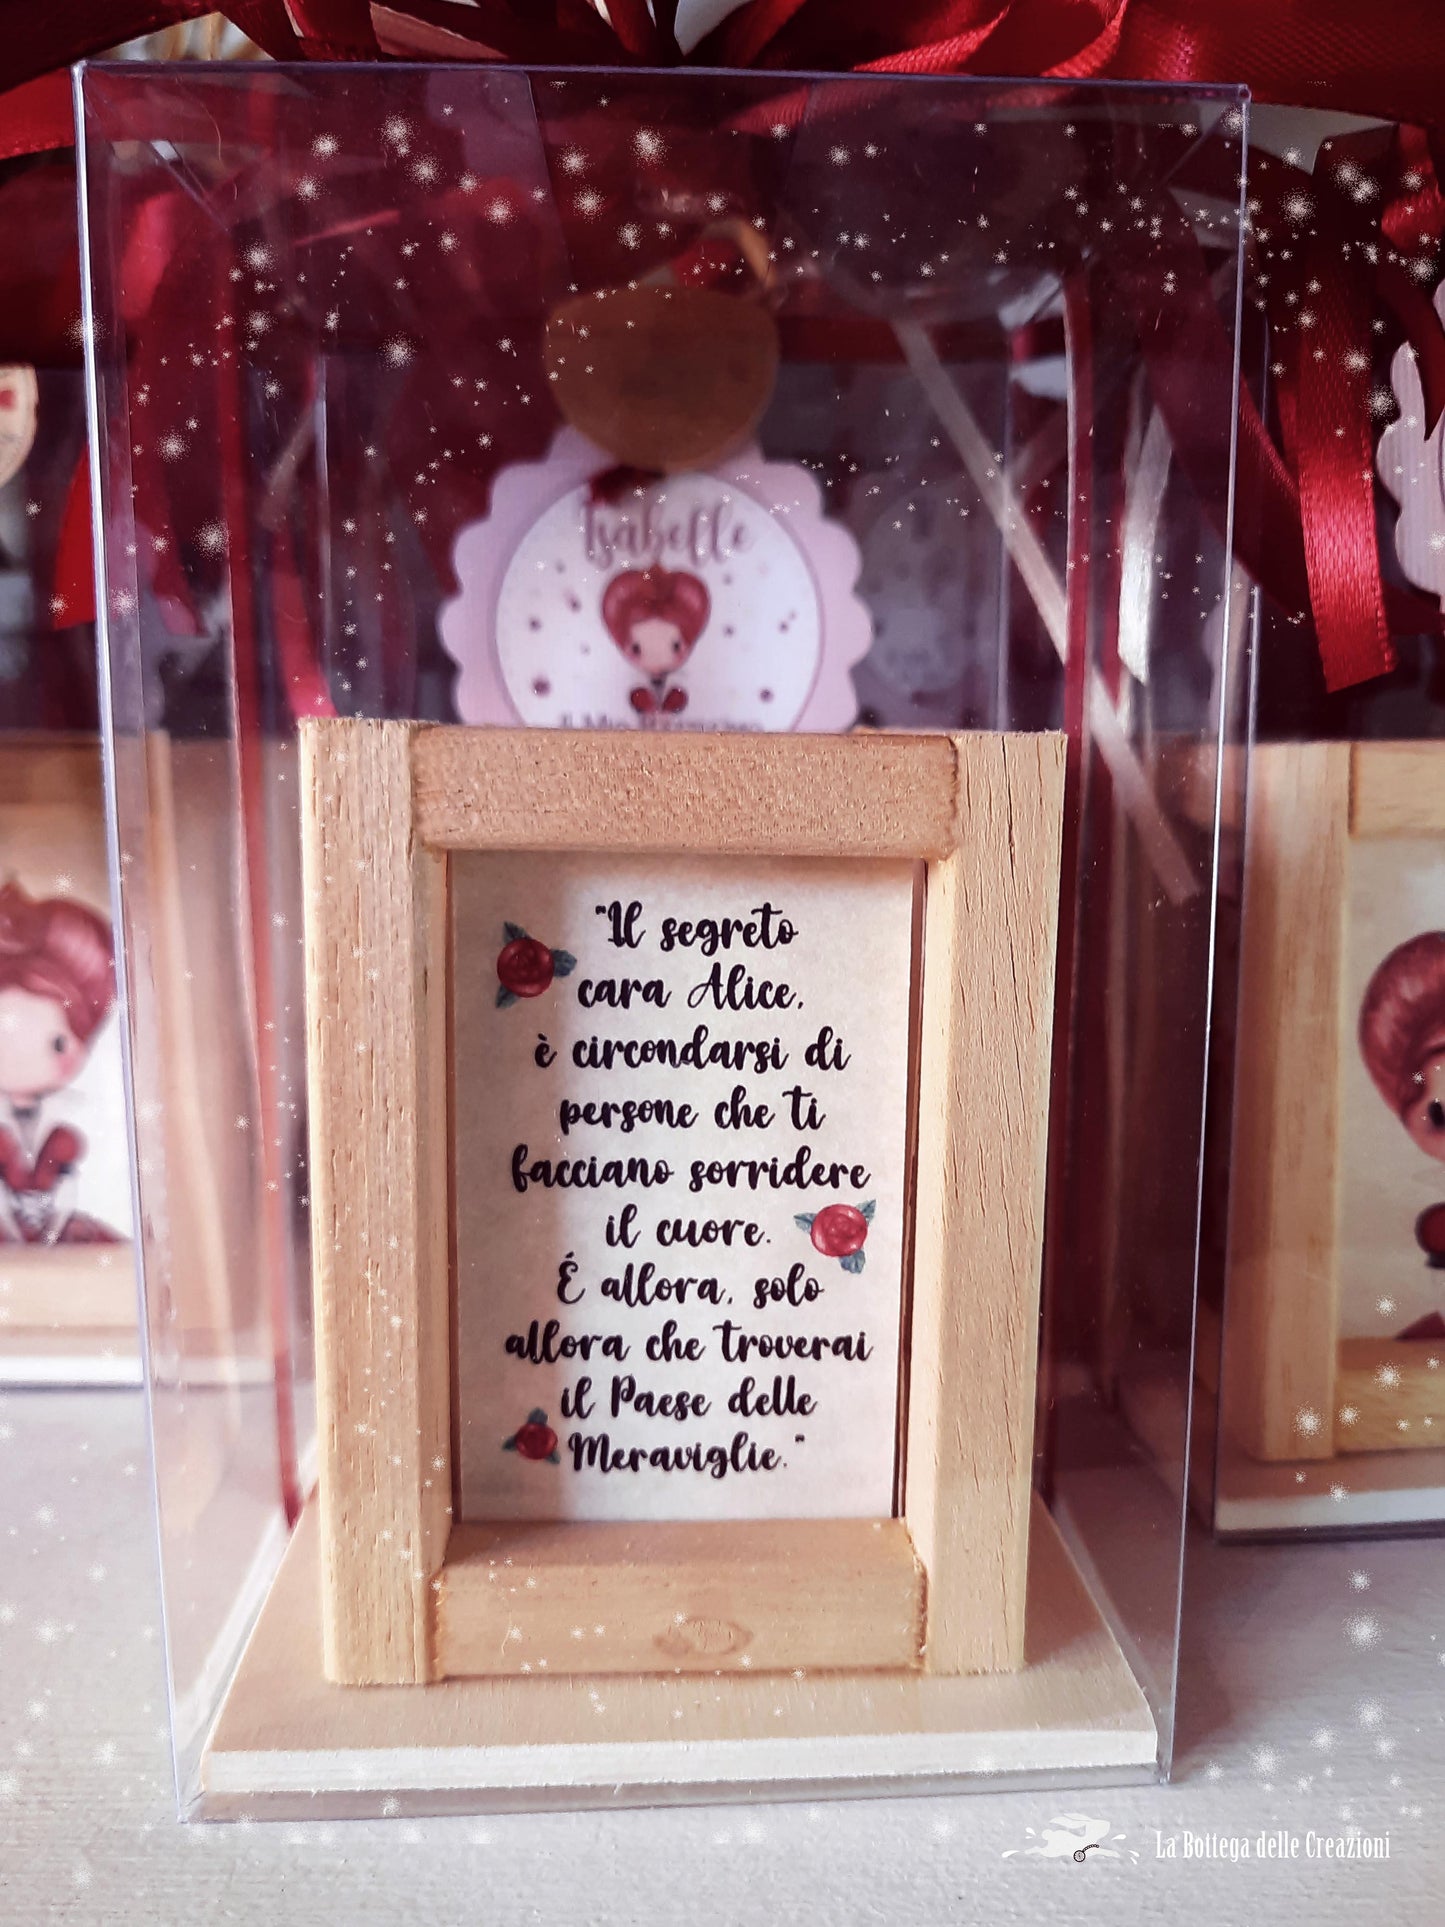 Isabelle
"Il segreto
cara Alice,
è circondarsi di
persone che ti
facciano sorridere
il cuore.
É allora, solo
allora che troverai
il Paese delle
Meraviglie."
La Bottega delle Creazioni